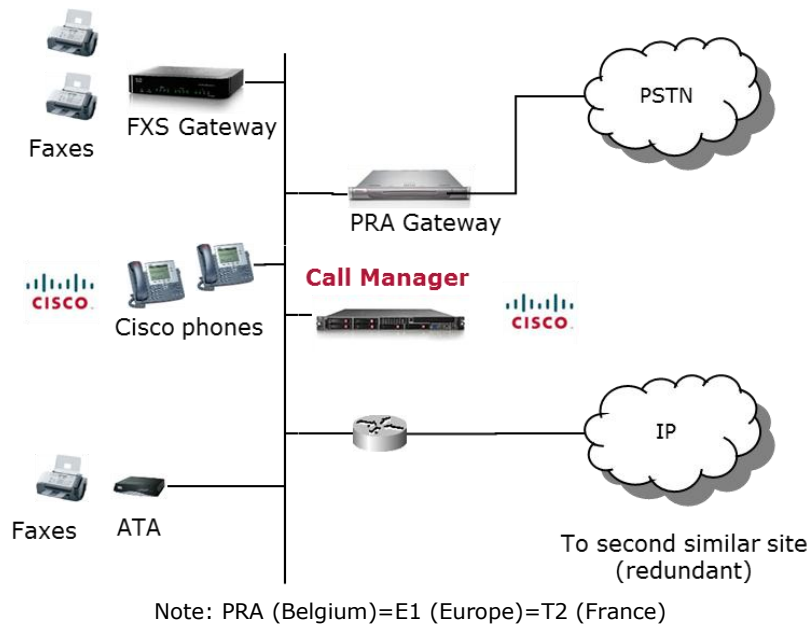 PSTN
Faxes
FXS Gateway
PRA Gateway
Call Manager
CISCO
Cisco phones
CISCO
IP
Faxes
ATA
To second similar site
(redundant)
Note: PRA (Belgium)=E1 (Europe)=T2 (France)